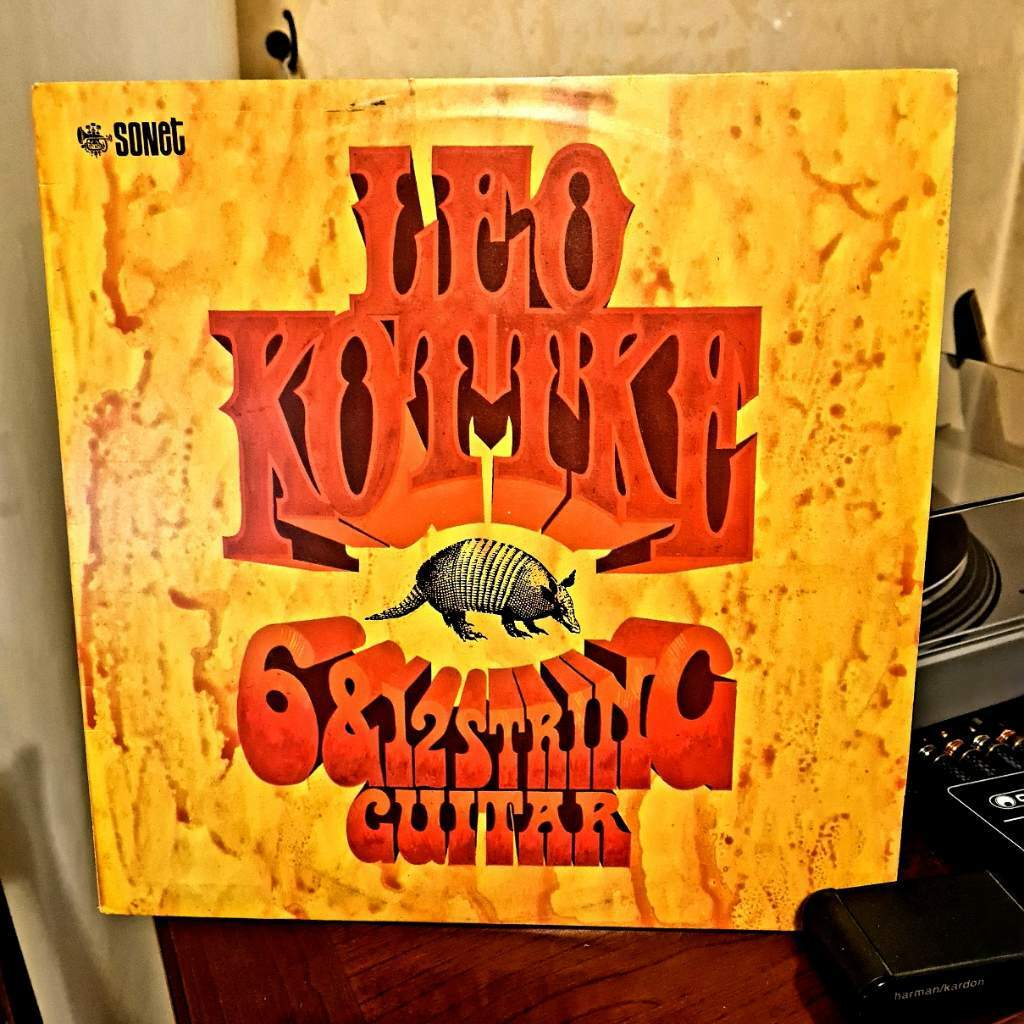 SONET
LEO
KOTTKE
6 & 12 STRING
GUITAR
harman/kardon